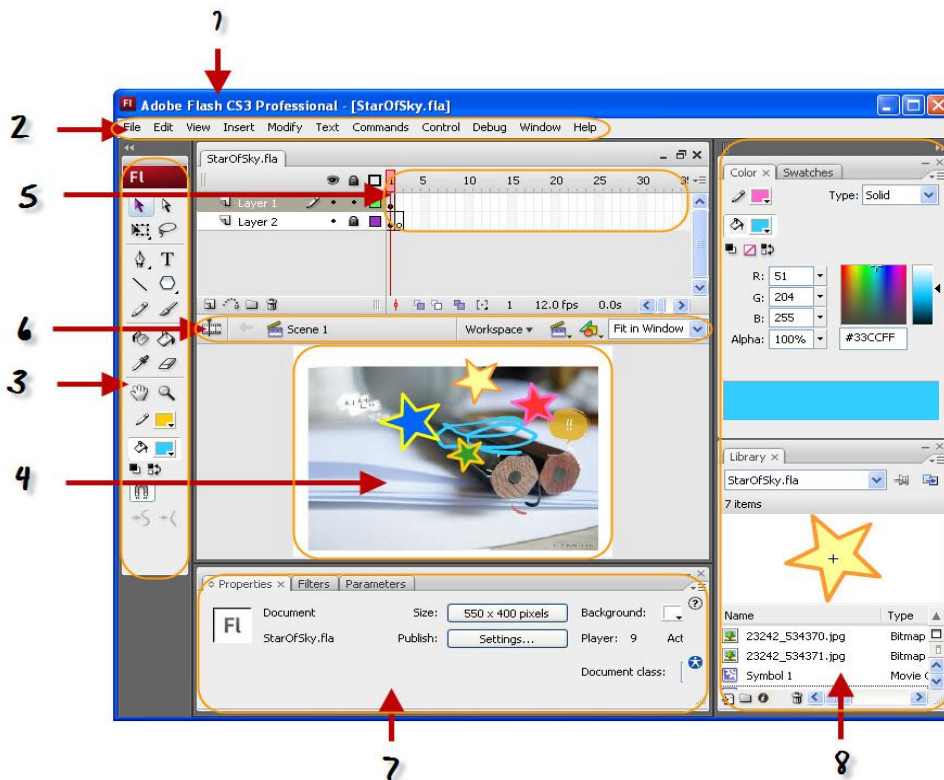 1
Adobe Flash CS3 Professional - [StarOfSky.fla]
2
File Edit View Insert Modify Text Commands Control Debug Window Help
StarOfSky.fla
Fl
5
1 5 10 15 20 25 30
Layer 1
Layer 2
1 12.0 fps 0.0s
6
Scene 1 Workspace Fit in Window
3
4
Properties × Filters Parameters
Fl
Document Size: 550 x 400 pixels Background:
StarOfSky.fla Publish: Settings... Player: 9 Act
Document class:
7
Color × Swatches
Type: Solid
R: 51
G: 204
B: 255
Alpha: 100% #33CCFF
Library ×
StarOfSky.fla
7 items
Name Type
23242_534370.jpg Bitmap
23242_534371.jpg Bitmap
Symbol 1 Movie C
8